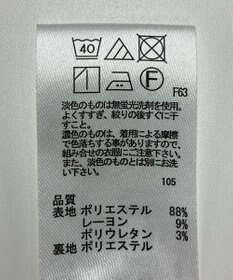 40
F
F63
淡色のものは無蛍光洗剤を使用。
よくすすぎ、絞りの後すぐに干
すこと。
濃色のものは、着用による摩擦
で色落ちする事がありますので、
組み合せの衣服にご注意下さい。
また、淡色のものとは別にお洗
い下さい。
105
品質
表地 ポリエステル 88%
レーヨン 9%
ポリウレタン 3%
裏地 ポリエステル